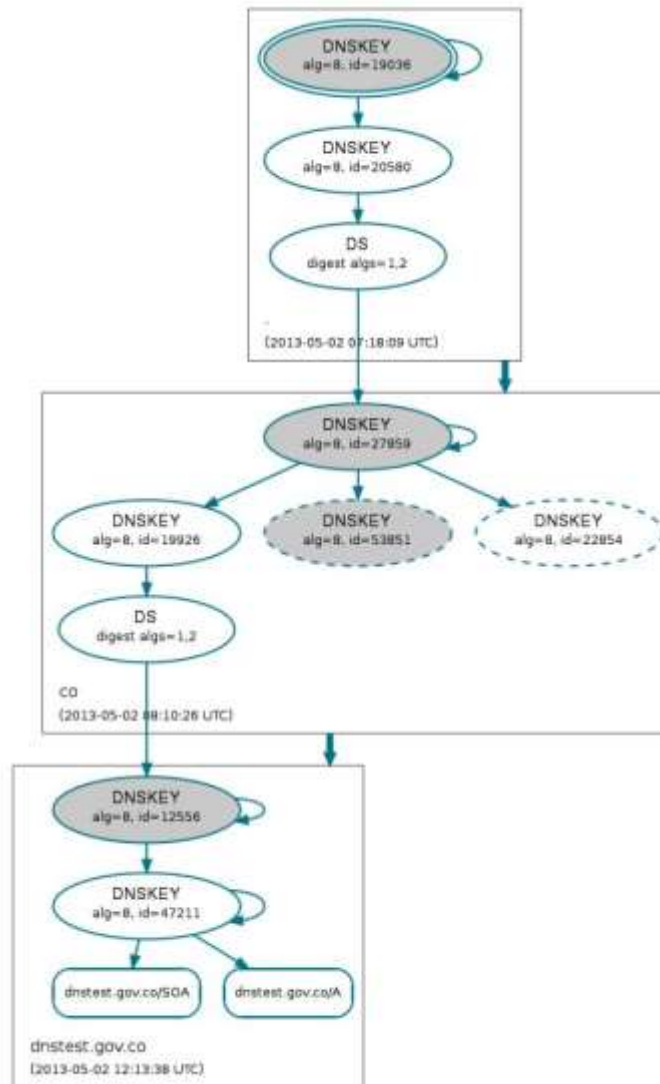 DNSKEY
alg=8, id=19036
DNSKEY
alg=8, id=20580
DS
digest algs=1,2
.
(2013-05-02 07:18:09 UTC)
DNSKEY
alg=8, id=27859
DNSKEY
alg=8, id=19926
DNSKEY
alg=8, id=53851
DNSKEY
alg=8, id=22854
DS
digest algs=1,2
co
(2013-05-02 08:10:26 UTC)
DNSKEY
alg=8, id=12556
DNSKEY
alg=8, id=47211
dnstest.gov.co/SOA
dnstest.gov.co/A
dnstest.gov.co
(2013-05-02 12:13:38 UTC)